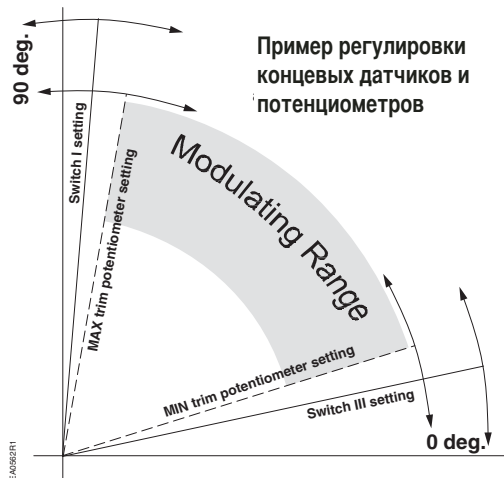 Пример регулировки
концевых датчиков и
потенциометров
90 deg.
Switch I setting
MAX trim potentiometer setting
Modulating Range
MIN trim potentiometer setting
Switch III setting
0 deg.
EA0562R1